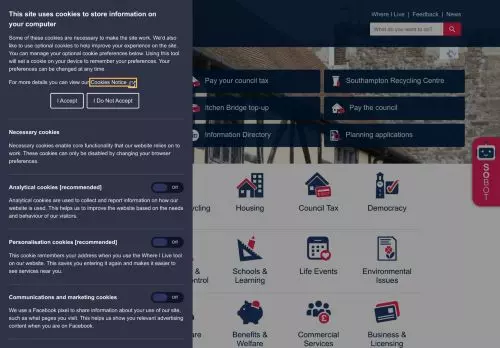 This site uses cookies to store information on
your computer
Some of these cookies are necessary to make the site work. We'd also
like to use optional cookies to help improve your experience on the site.
You can manage your optional cookie preferences below. Using this tool
will set a cookie on your device to remember your preferences. Your
preferences can be changed at any time.
For more details you can view our Cookies Notice
I Accept
I Do Not Accept
Necessary cookies
Necessary cookies enable core functionality that our website relies on to
work. These cookies can only be disabled by changing your browser
preferences.
Analytical cookies [recommended]
Off
Analytical cookies are used to collect and report information on how our
website is used. This helps us to improve the website based on the needs
and behaviour of our visitors.
Personalisation cookies [recommended]
Off
This cookie remembers your address when you use the Where I Live tool
on our website. This saves you entering it again and makes it easier to
see services near you.
Communications and marketing cookies
Off
We use a Facebook pixel to share information about your use of our site,
such as what pages you visit. This helps us show you relevant advertising
content when you are on Facebook.
Where I Live | Feedback | News
What do you want to do?
Pay your council tax
Southampton Recycling Centre
Itchen Bridge top-up
Pay the council
Information Directory
Planning applications
SOBOT
cycling
Housing
Council Tax
Democracy
&
ntrol
Schools &
Learning
Life Events
Environmental
Issues
are
Benefits &
Welfare
Commercial
Services
Business &
Licensing